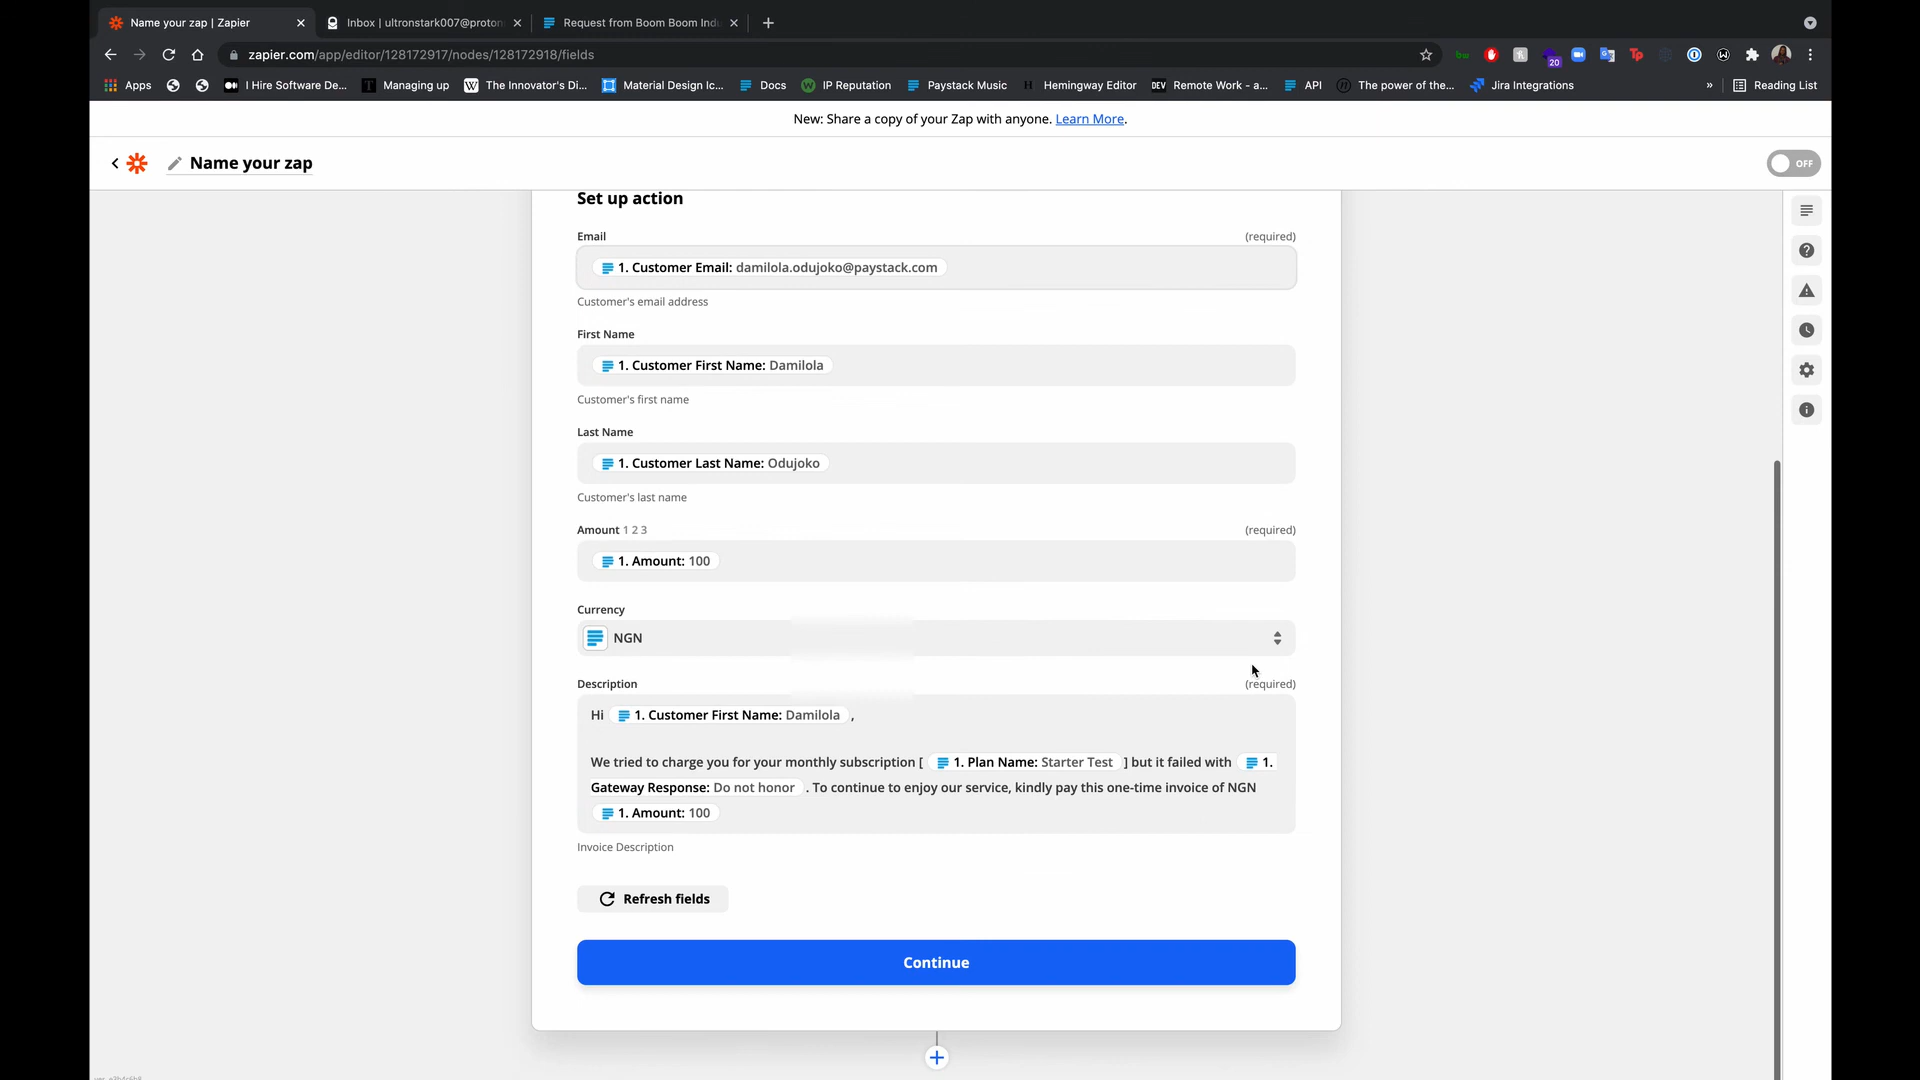 Name your zap | Zapier
Inbox | ultronstark007@proton
Request from Boom Boom Indu
zapier.com/app/editor/128172917/nodes/128172918/fields
20
Apps
I Hire Software De...
Managing up
The Innovator's Di...
Material Design Ic...
Docs
IP Reputation
Paystack Music
Hemingway Editor
DEV Remote Work - a...
API
The power of the...
Jira Integrations
» Reading List
New: Share a copy of your Zap with anyone. Learn More.
Name your zap
OFF
Set up action
Email (required)
1. Customer Email: damilola.odujoko@paystack.com
Customer's email address
First Name
1. Customer First Name: Damilola
Customer's first name
Last Name
1. Customer Last Name: Odujoko
Customer's last name
Amount 1 2 3 (required)
1. Amount: 100
Currency
NGN
Description (required)
Hi 1. Customer First Name: Damilola ,
We tried to charge you for your monthly subscription [ 1. Plan Name: Starter Test ] but it failed with 1.
Gateway Response: Do not honor . To continue to enjoy our service, kindly pay this one-time invoice of NGN
1. Amount: 100
Invoice Description
Refresh fields
Continue